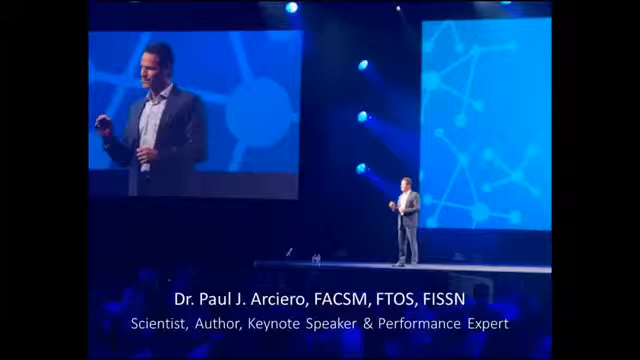 Dr. Paul J. Arciero, FACSM, FTOS, FISSN
Scientist, Author, Keynote Speaker & Performance Expert